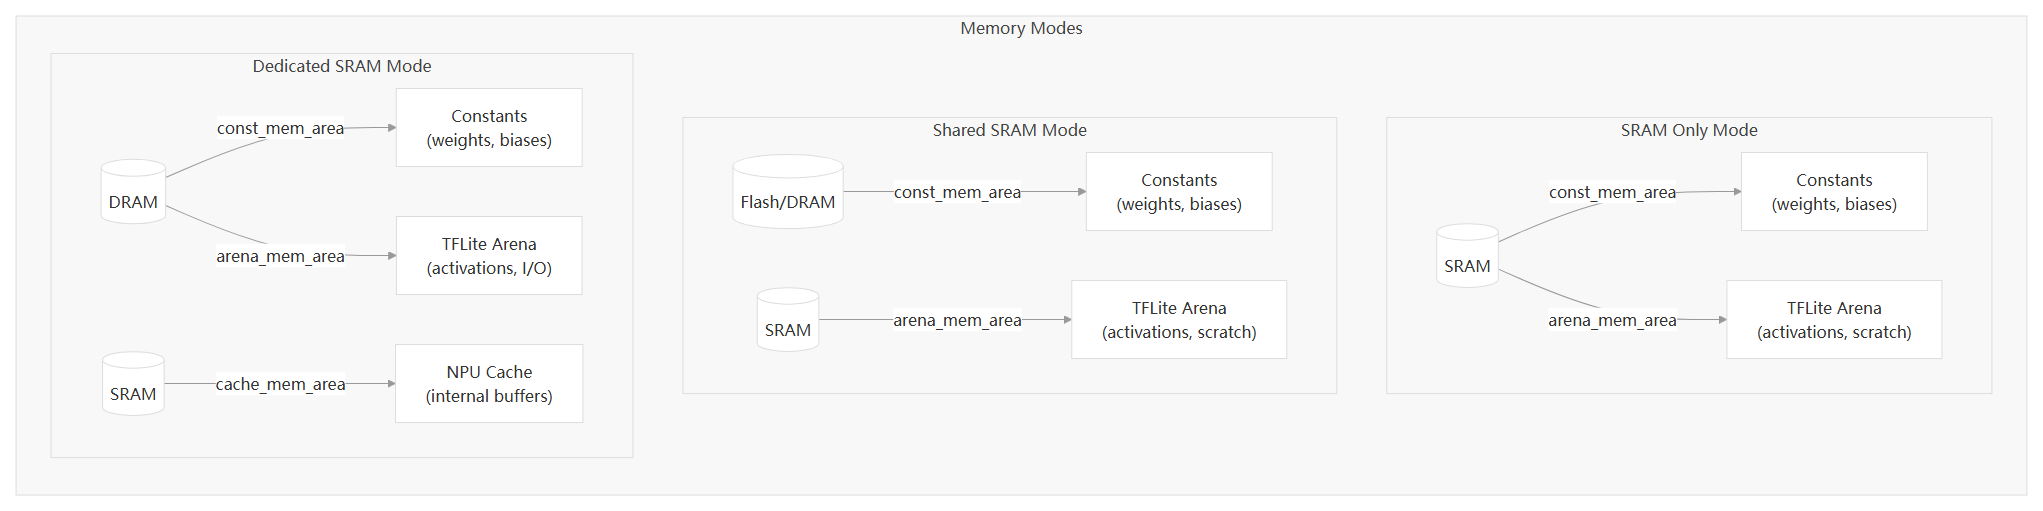 Memory Modes
Dedicated SRAM Mode
DRAM
const_mem_area
Constants
(weights, biases)
arena_mem_area
TFLite Arena
(activations, I/O)
SRAM
cache_mem_area
NPU Cache
(internal buffers)
Shared SRAM Mode
Flash/DRAM
const_mem_area
Constants
(weights, biases)
SRAM
arena_mem_area
TFLite Arena
(activations, scratch)
SRAM Only Mode
SRAM
const_mem_area
Constants
(weights, biases)
arena_mem_area
TFLite Arena
(activations, scratch)